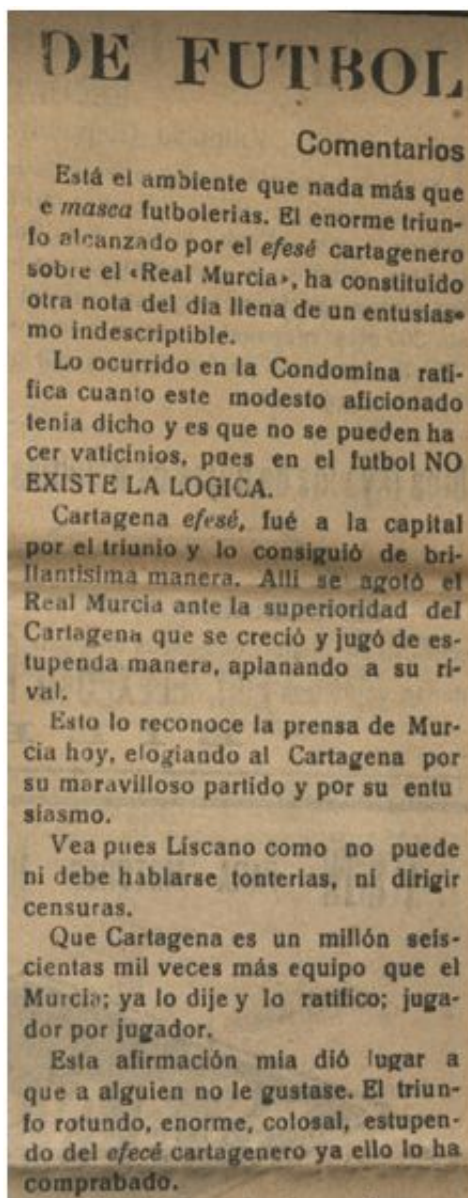 DE FUTBOL
Comentarios
Está el ambiente que nada más que
e masca futbolerias. El enorme triun-
fo alcanzado por el efesé cartagenero
sobre el «Real Murcia», ha constituido
otra nota del dia llena de un entusias-
mo indescriptible.
Lo ocurrido en la Condomina rati-
fica cuanto este modesto aficionado
tenia dicho y es que no se pueden ha
cer vaticinios, pues en el futbol NO
EXISTE LA LOGICA.
Cartagena efesé, fué a la capital
por el triunio y lo consiguió de bri-
llantisima manera. Alli se agotó el
Real Murcia ante la superioridad del
Cartagena que se creció y jugó de es-
tupenda manera, aplanando a su ri-
val.
Esto lo reconoce la prensa de Mur-
cia hoy, elogiando al Cartagena por
su maravilloso partido y por su entu
siasmo.
Vea pues Liscano como no puede
ni debe hablarse tonterias, ni dirigir
censuras.
Que Cartagena es un millón seis-
cientas mil veces más equipo que el
Murcia; ya lo dije y lo ratifico; juga-
dor por jugador.
Esta afirmación mia dió lugar a
que a alguien no le gustase. El triun-
fo rotundo, enorme, colosal, estupen-
do del efecé cartagenero ya ello lo ha
comprabado.